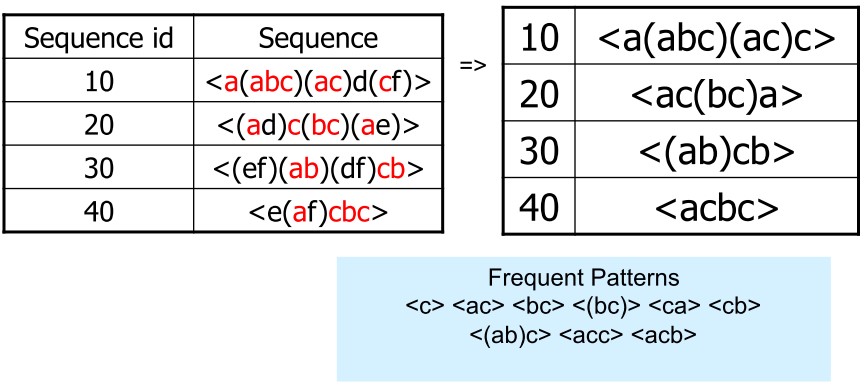 Sequence id Sequence
10 <a(abc)(ac)d(cf)>
20 <(ad)c(bc)(ae)>
30 <(ef)(ab)(df)cb>
40 <e(af)cbc>
=>
10 <a(abc)(ac)c>
20 <ac(bc)a>
30 <(ab)cb>
40 <acbc>
Frequent Patterns
<c> <ac> <bc> <(bc)> <ca> <cb>
<(ab)c> <acc> <acb>